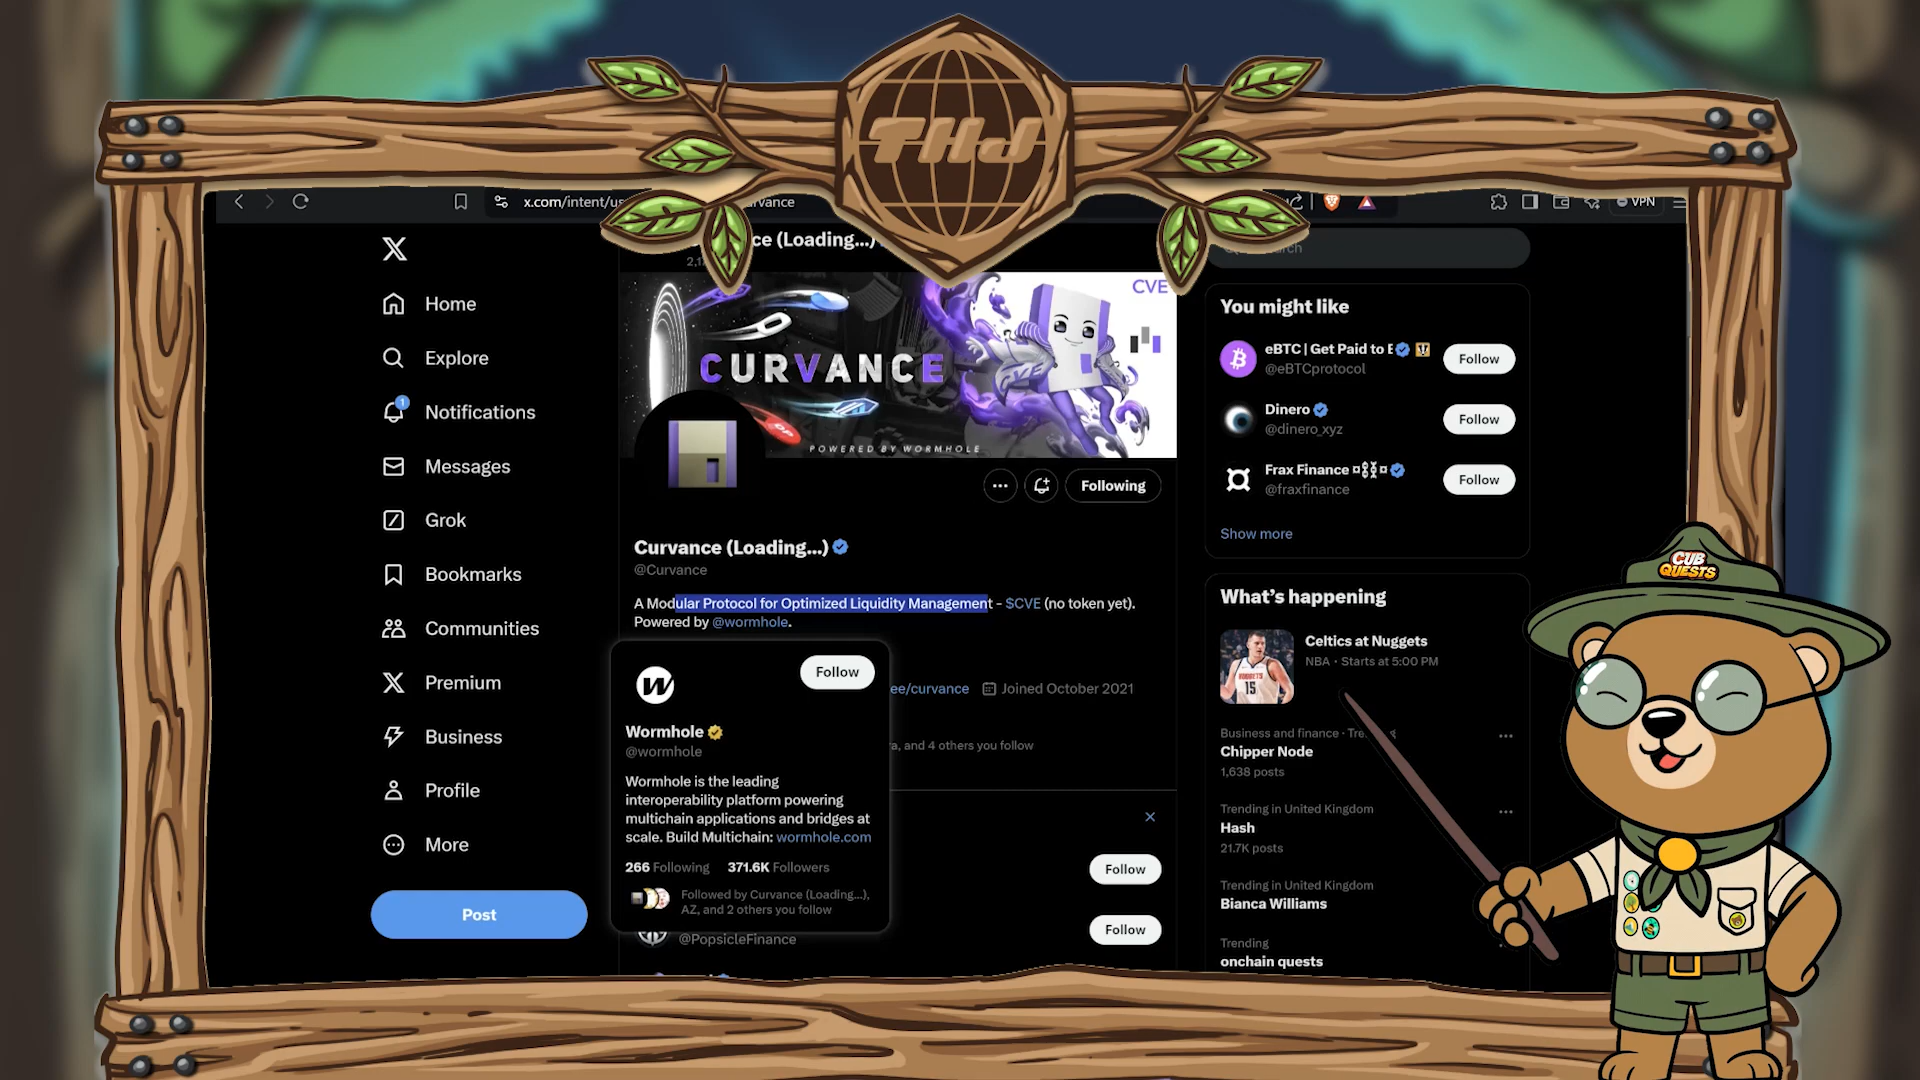 THJ
x.com/intent/us
urvance
VPN
ce (Loading...)
CVE
CURVANCE
POWERED BY WORMHOLE
Home
Explore
1
Notifications
Messages
Grok
Bookmarks
Communities
Premium
Business
Profile
More
Post
Following
Curvance (Loading...)
@Curvance
A Modular Protocol for Optimized Liquidity Management - $CVE (no token yet).
Powered by @wormhole.
ee/curvance Joined October 2021
a, and 4 others you follow
Follow
W
Wormhole
@wormhole
Wormhole is the leading
interoperability platform powering
multichain applications and bridges at
scale. Build Multichain: wormhole.com
266 Following 371.6K Followers
Followed by Curvance (Loading...),
AZ, and 2 others you follow
@PopsicleFinance
Follow
Follow
You might like
eBTC | Get Paid to
@eBTCprotocol
Follow
Dinero
@dinero_xyz
Follow
Frax Finance
@fraxfinance
Follow
Show more
What's happening
Celtics at Nuggets
NBA · Starts at 5:00 PM
NUGGETS
15
Business and finance · Tre
Chipper Node
1,638 posts
Trending in United Kingdom
Hash
21.7K posts
Trending in United Kingdom
Bianca Williams
Trending
onchain quests
CUB
QUESTS